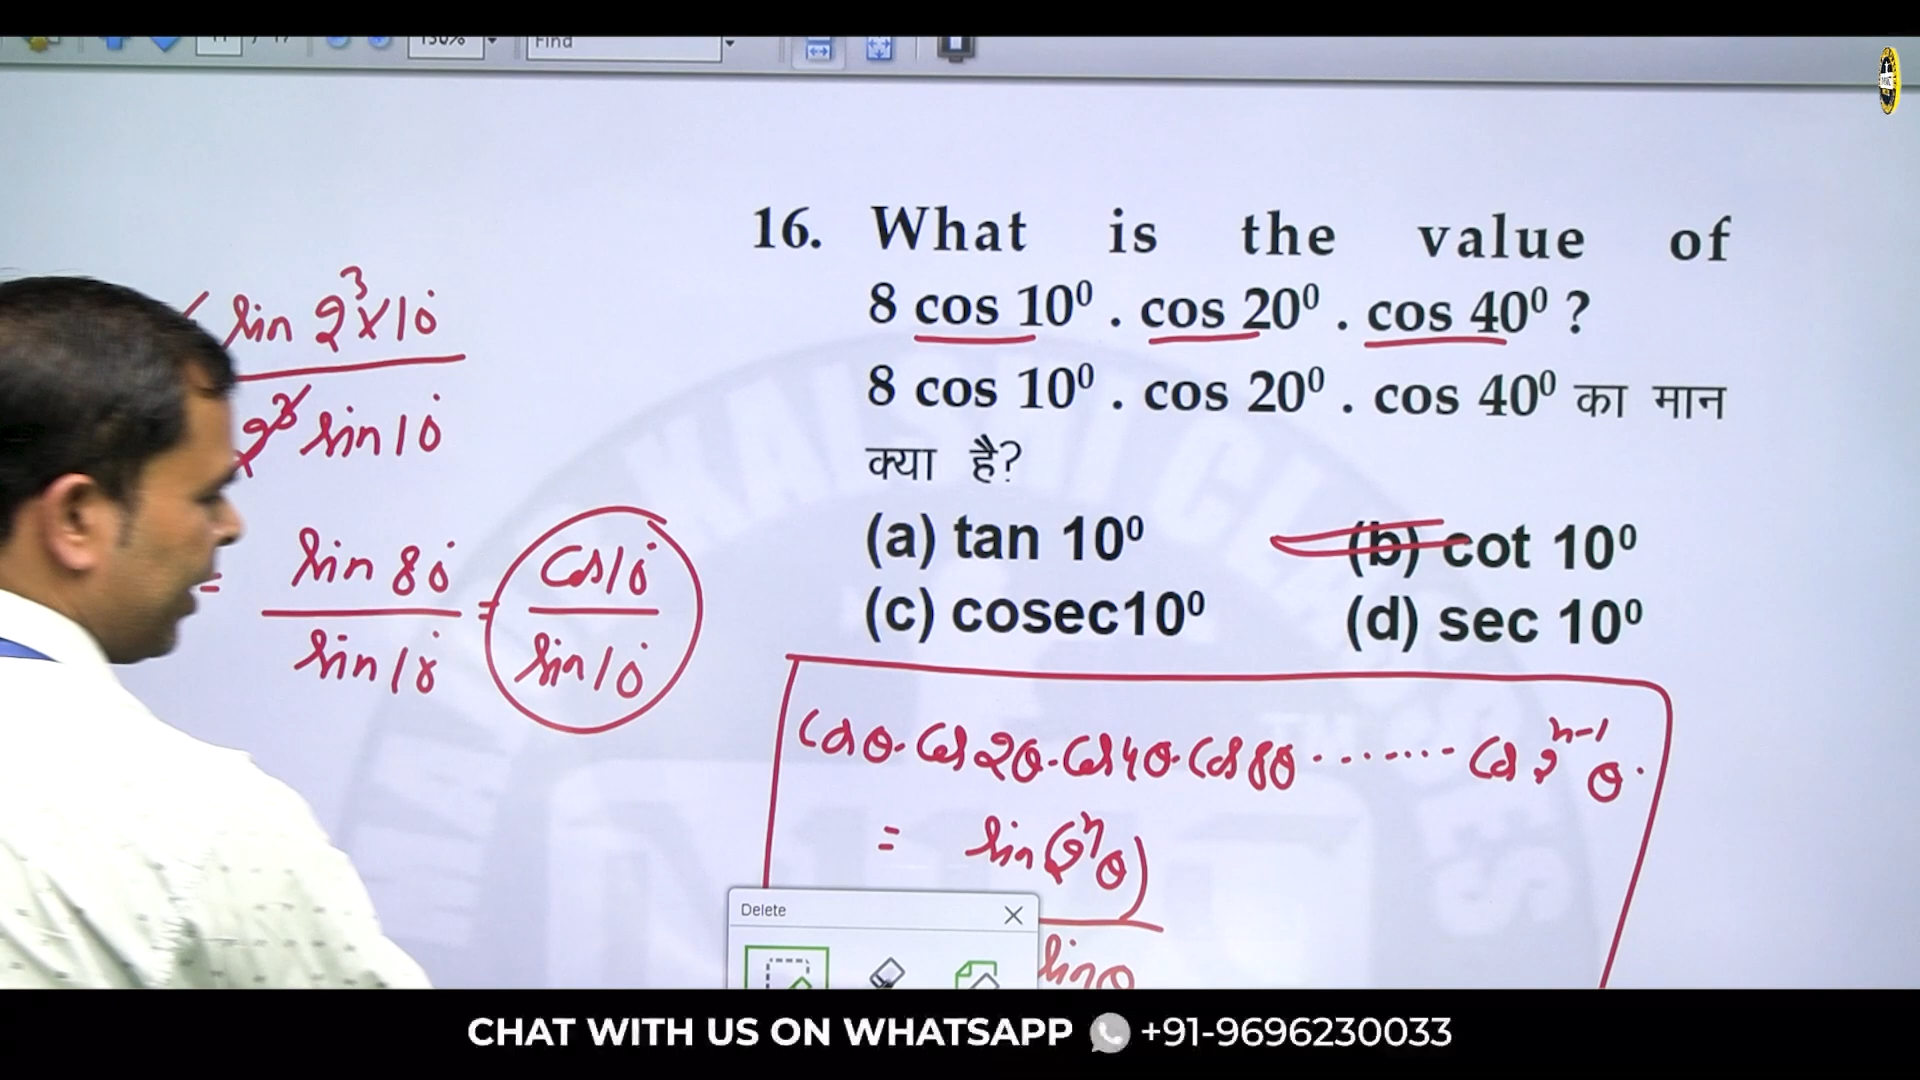 Find
16. What is the value of
8 cos 10⁰ . cos 20⁰ . cos 40⁰ ?
8 cos 10⁰ . cos 20⁰ . cos 40⁰ का मान
क्या है?
(a) tan 10⁰ (b) cot 10⁰
(c) cosec10⁰ (d) sec 10⁰
sin 2³×10°
2³ sin 10°
= sin 80° = cos 10°
sin 10° sin 10°
cos θ. cos 2θ. cos 4θ. cos 8θ ....... cos 2ⁿ⁻¹ θ.
= sin (2ⁿθ)
sin θ
Delete
CHAT WITH US ON WHATSAPP +91-9696230033